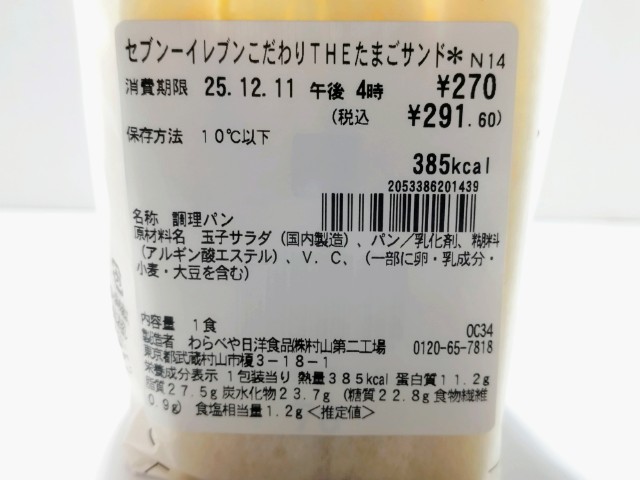 セブンーイレブンこだわりTHEたまごサンド* N14
消費期限 25.12.11 午後 4時 ¥270
(税込 ¥291.60)
保存方法 10℃以下
385kcal
2053386201439
名称 調理パン
原材料名 玉子サラダ(国内製造)、パン/乳化剤、糊料
(アルギン酸エステル)、V.C、(一部に卵・乳成分・
小麦・大豆を含む)
内容量 1食 OC34
製造者 わらべや日洋食品㈱村山第二工場 0120-65-7818
東京都武蔵村山市榎3-18-1
栄養成分表示 1包装当り 熱量385kcal 蛋白質11.2g
脂質27.5g 炭水化物23.7g (糖質22.8g 食物繊維
0.9g) 食塩相当量1.2g<推定値>